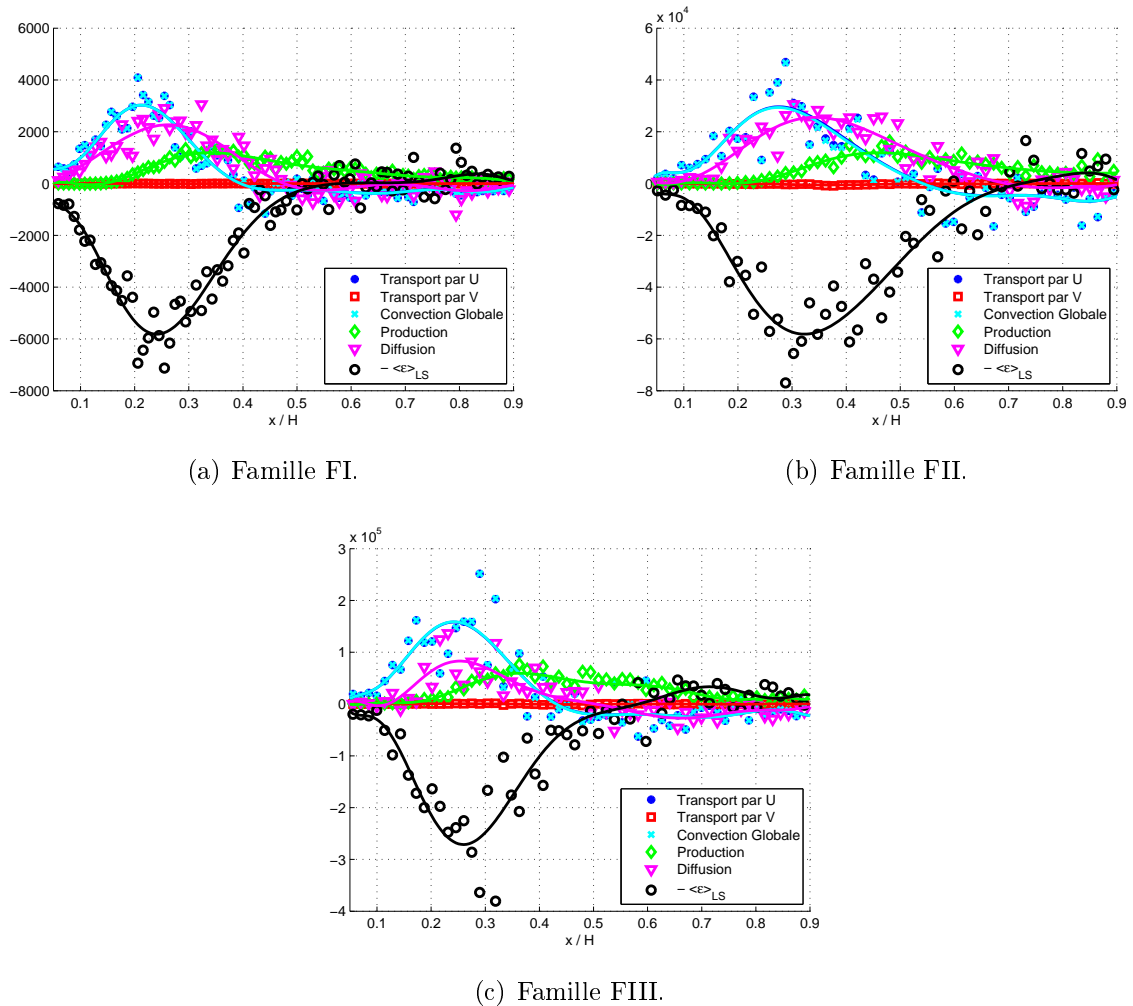 6000
4000
2000
0
−2000
−4000
−6000
−8000
0.1 0.2 0.3 0.4 0.5 0.6 0.7 0.8 0.9
x / H
Transport par U
Transport par V
Convection Globale
Production
Diffusion
− <ε>LS
(a) Famille FI.
x 10^4
6
4
2
0
−2
−4
−6
−8
0.1 0.2 0.3 0.4 0.5 0.6 0.7 0.8 0.9
x / H
Transport par U
Transport par V
Convection Globale
Production
Diffusion
− <ε>LS
(b) Famille FII.
x 10^5
3
2
1
0
−1
−2
−3
−4
0.1 0.2 0.3 0.4 0.5 0.6 0.7 0.8 0.9
x / H
Transport par U
Transport par V
Convection Globale
Production
Diffusion
− <ε>LS
(c) Famille FIII.